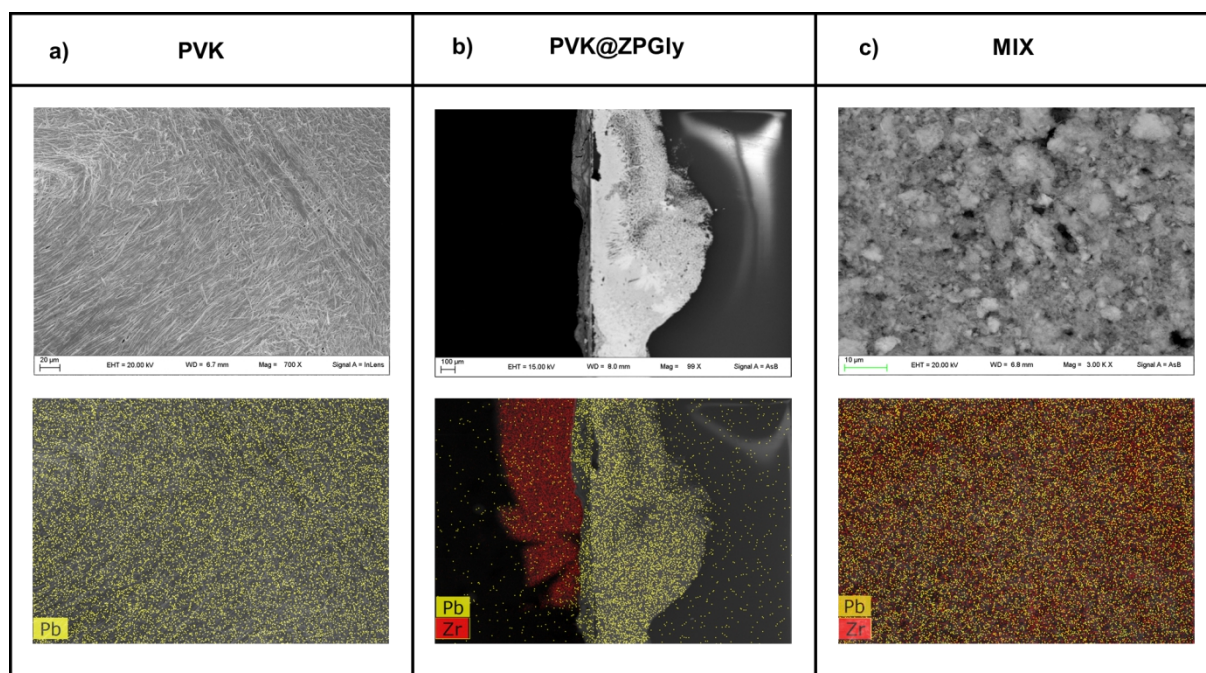 a) PVK
b) PVK@ZPGly
c) MIX
20 µm EHT = 20.00 kV WD = 6.7 mm Mag = 700 X Signal A = InLens
100 µm EHT = 15.00 kV WD = 8.0 mm Mag = 99 X Signal A = AsB
10 µm EHT = 20.00 kV WD = 6.8 mm Mag = 3.00 K X Signal A = AsB
Pb
Pb
Zr
Pb
Zr